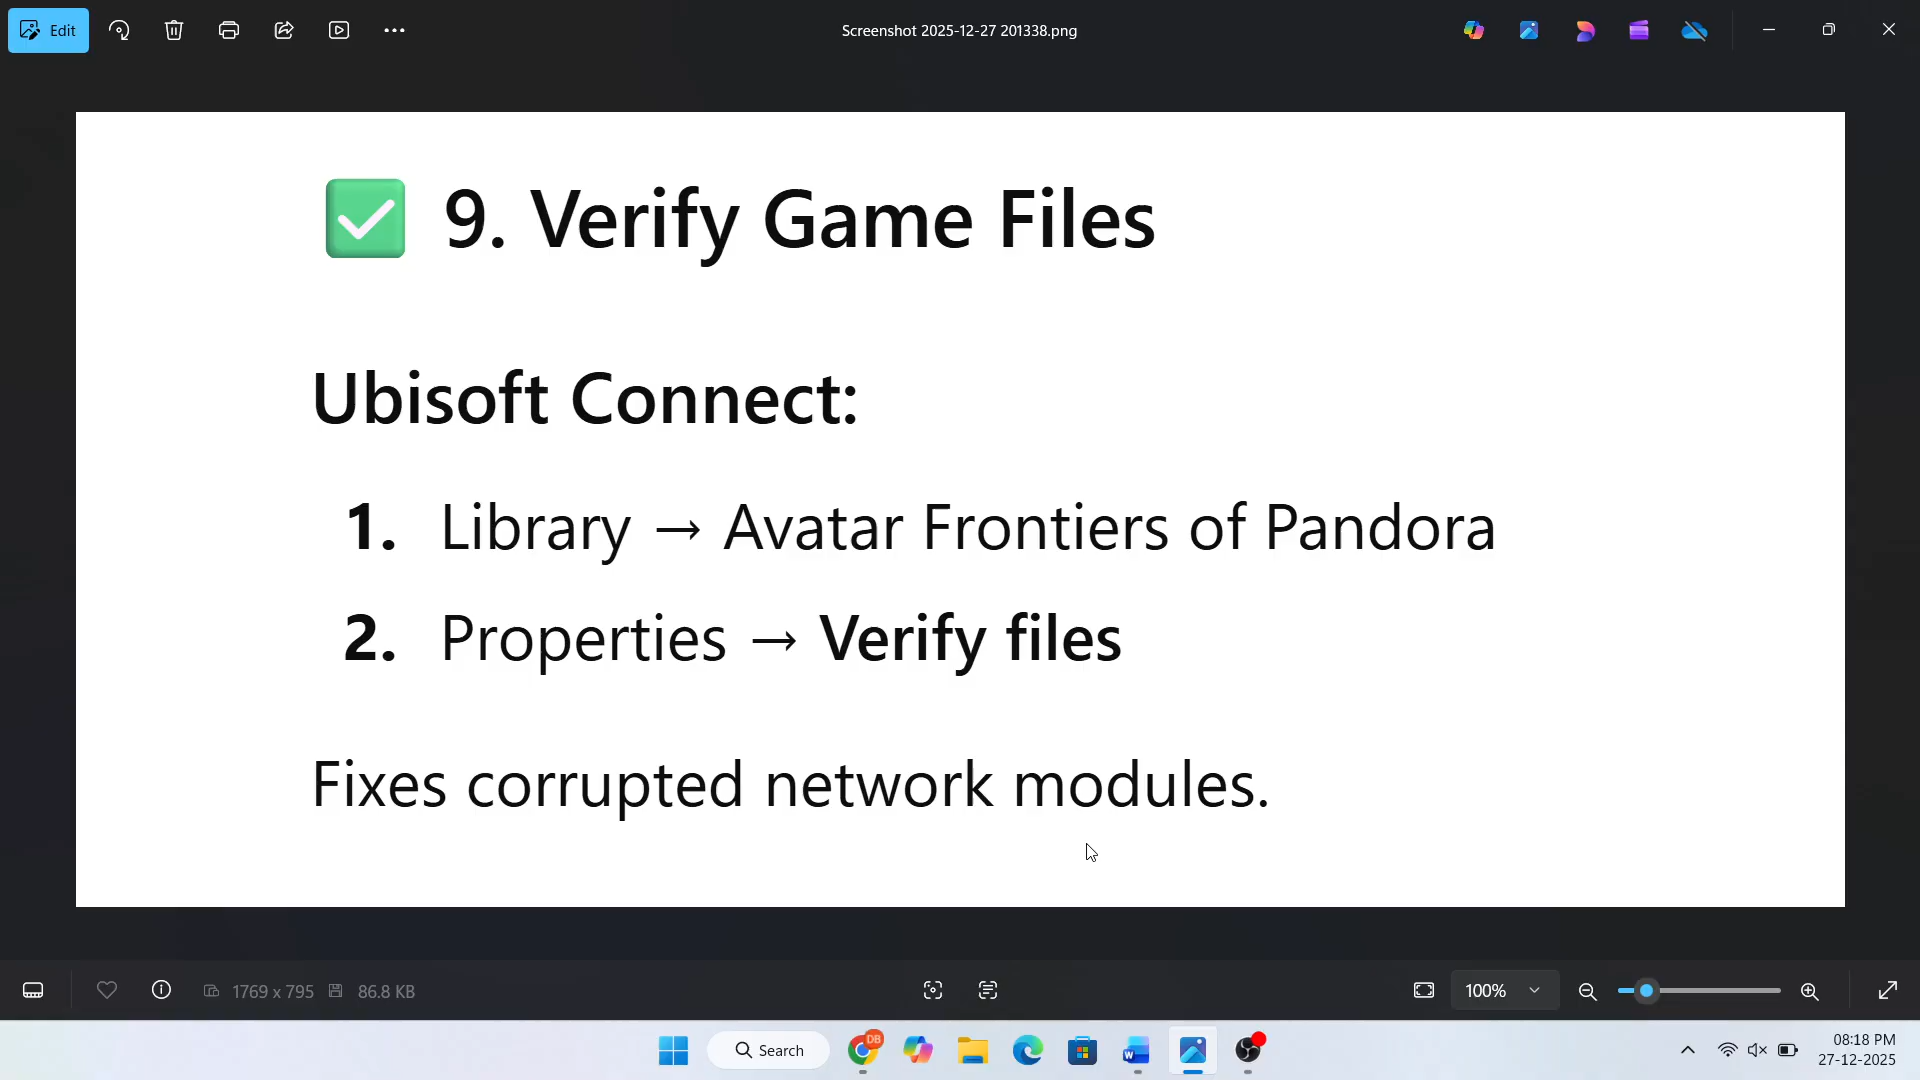 Edit
Screenshot 2025-12-27 201338.png
✅ 9. Verify Game Files
Ubisoft Connect:
1. Library → Avatar Frontiers of Pandora
2. Properties → Verify files
Fixes corrupted network modules.
1769 x 795 86.8 KB
100%
Search
DB
W
08:18 PM
27-12-2025